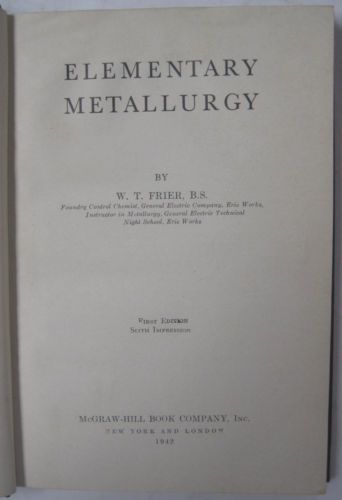 ELEMENTARY
METALLURGY
BY
W. T. FRIER, B.S.
Foundry Control Chemist, General Electric Company, Erie Works,
Instructor in Metallurgy, General Electric Technical
Night School, Erie Works
FIRST EDITION
SIXTH IMPRESSION
McGRAW-HILL BOOK COMPANY, INC.
NEW YORK AND LONDON
1942